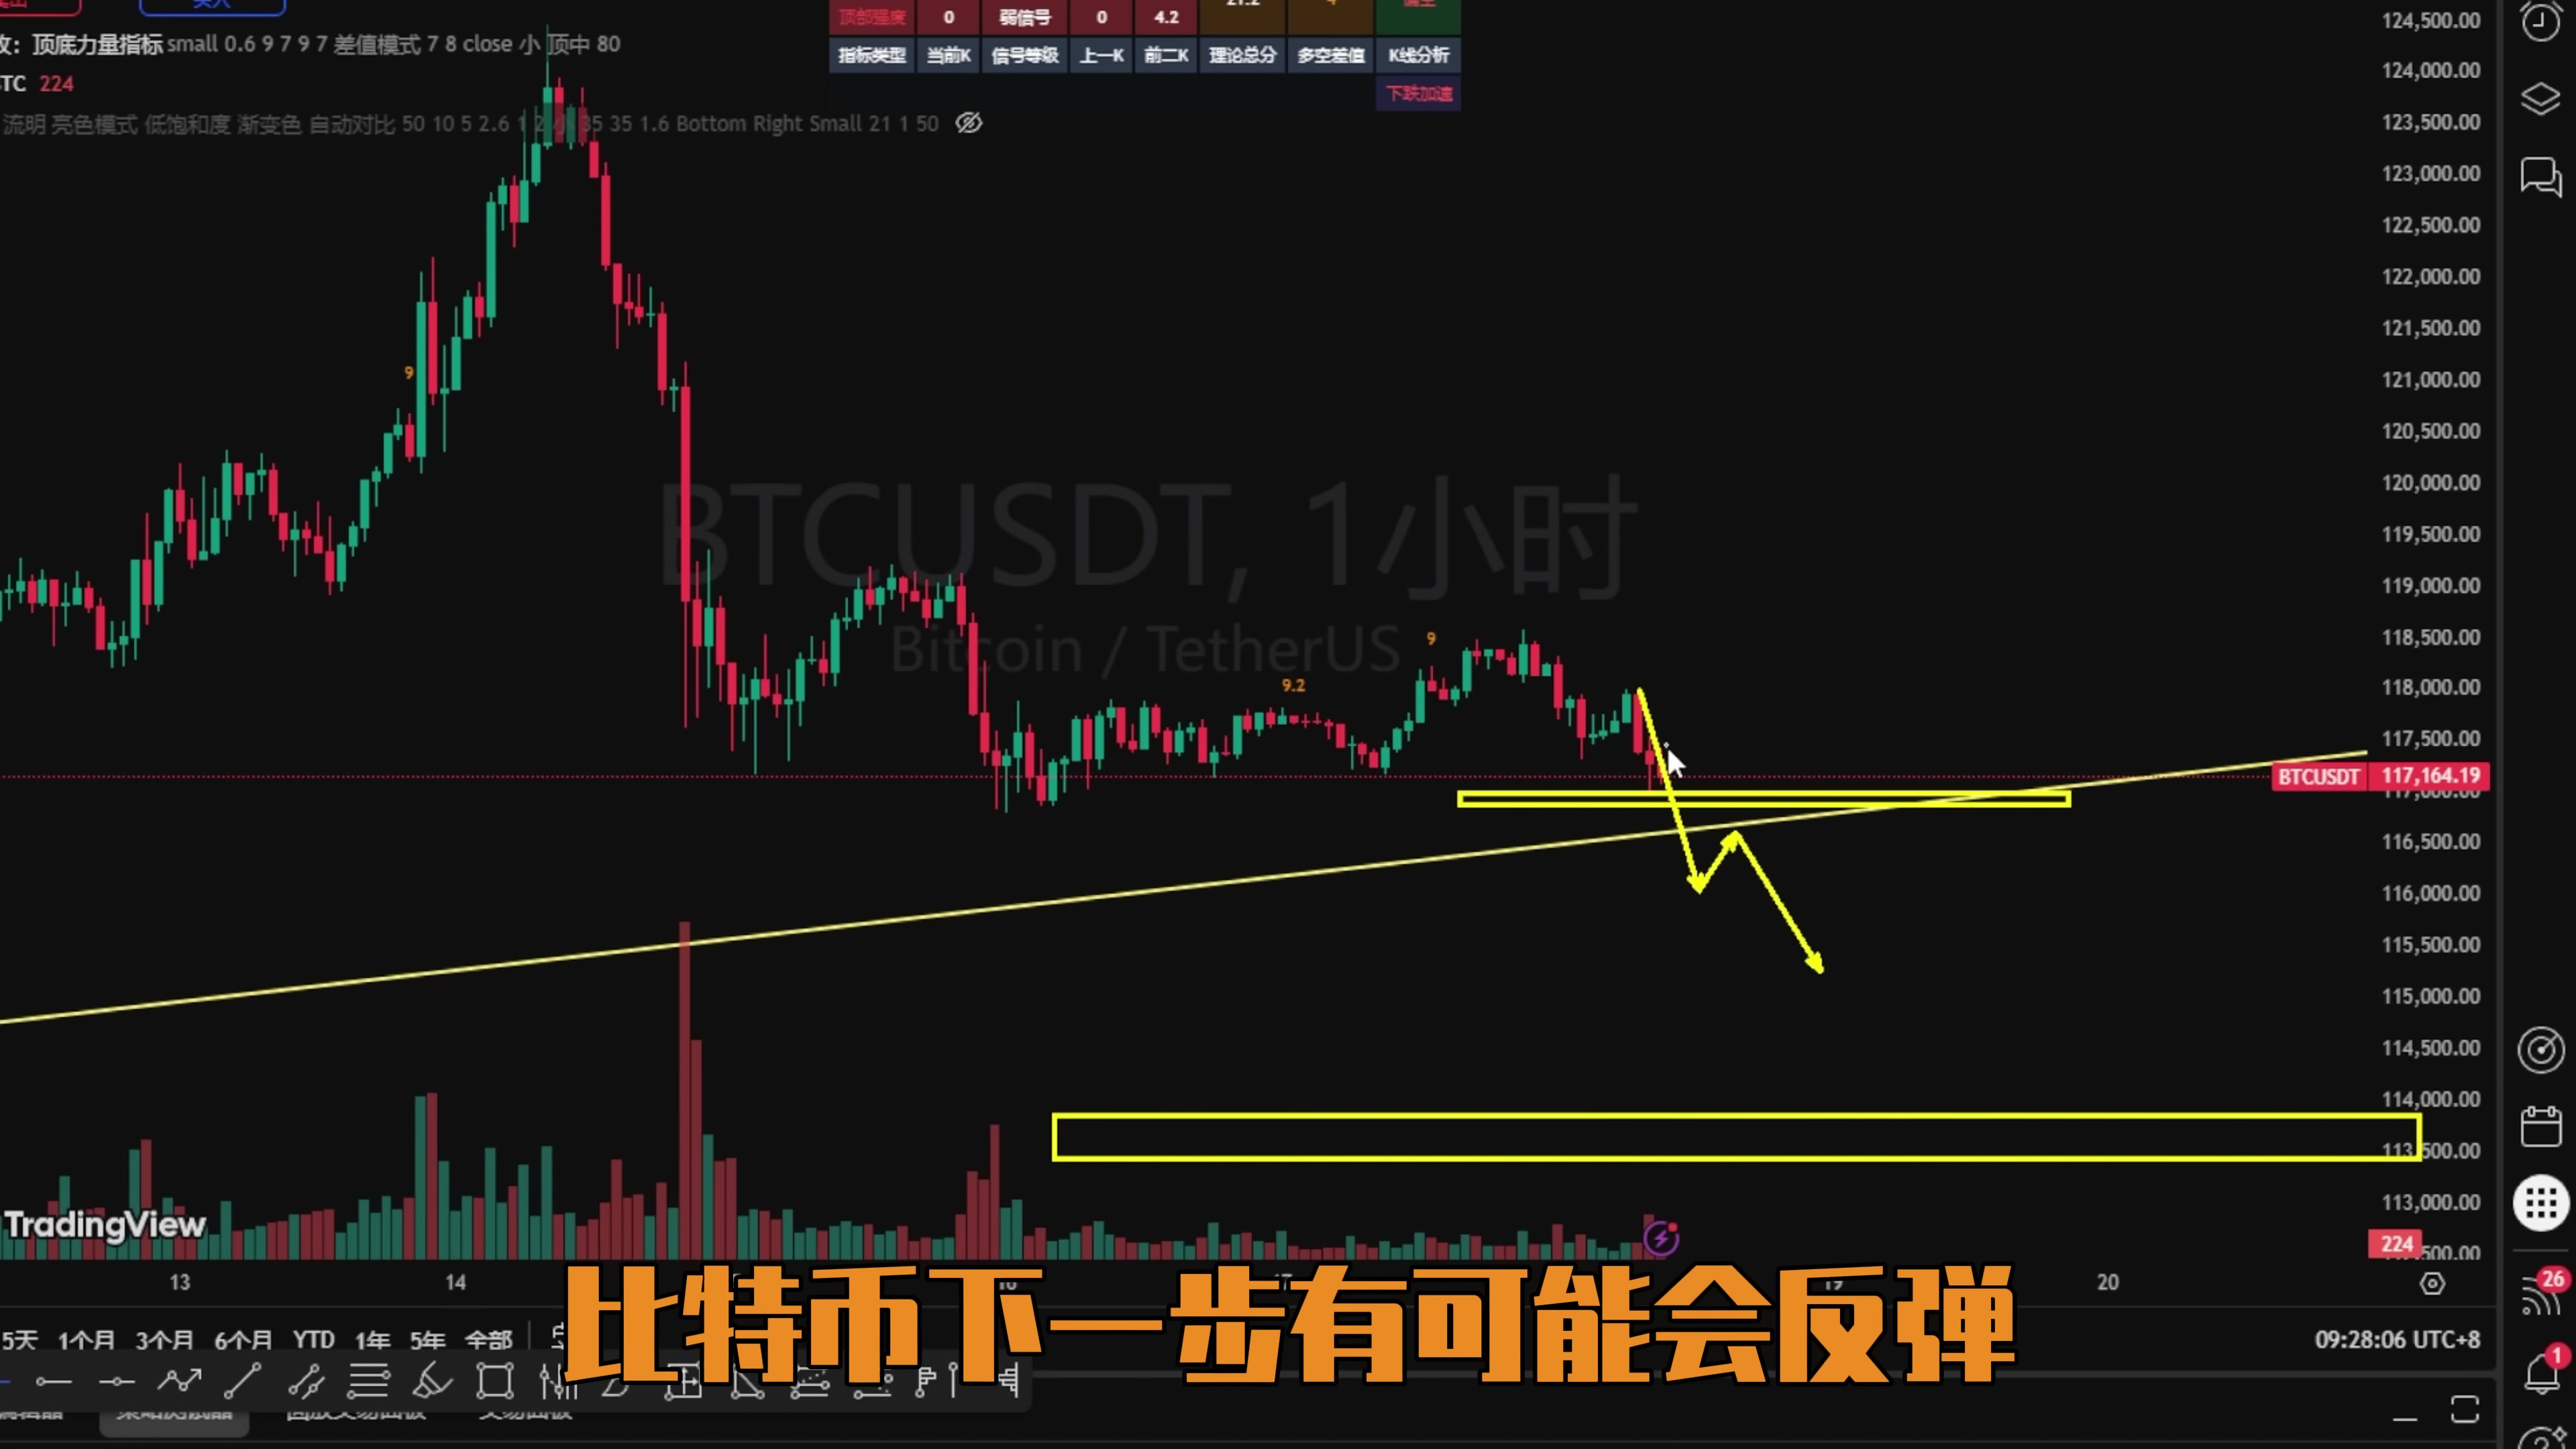 顶部强度 0 弱信号 0 4.2 21.2
指标类型 当前K 信号等级 上一K 前二K 理论总分 多空差值 K线分析
下跌加速
顶底力量指标 small 0.6 9 7 9 7 差值模式 7 8 close 小 顶中 80
TC 224
流明 亮色模式 低饱和度 渐变色 自动对比 50 10 5 2.6 1 2 小 35 35 1.6 Bottom Right Small 21 1 50
BTCUSDT, 1小时
Bitcoin / TetherUS
9
9.2
9
124,500.00
124,000.00
123,500.00
123,000.00
122,500.00
122,000.00
121,500.00
121,000.00
120,500.00
120,000.00
119,500.00
119,000.00
118,500.00
118,000.00
117,500.00
BTCUSDT 117,164.19
117,000.00
116,500.00
116,000.00
115,500.00
115,000.00
114,500.00
114,000.00
113,500.00
113,000.00
224
TradingView
13 14 16 17 19 20
比特币下一步有可能会反弹
5天 1个月 3个月 6个月 YTD 1年 5年 全部
09:28:06 UTC+8
26
1